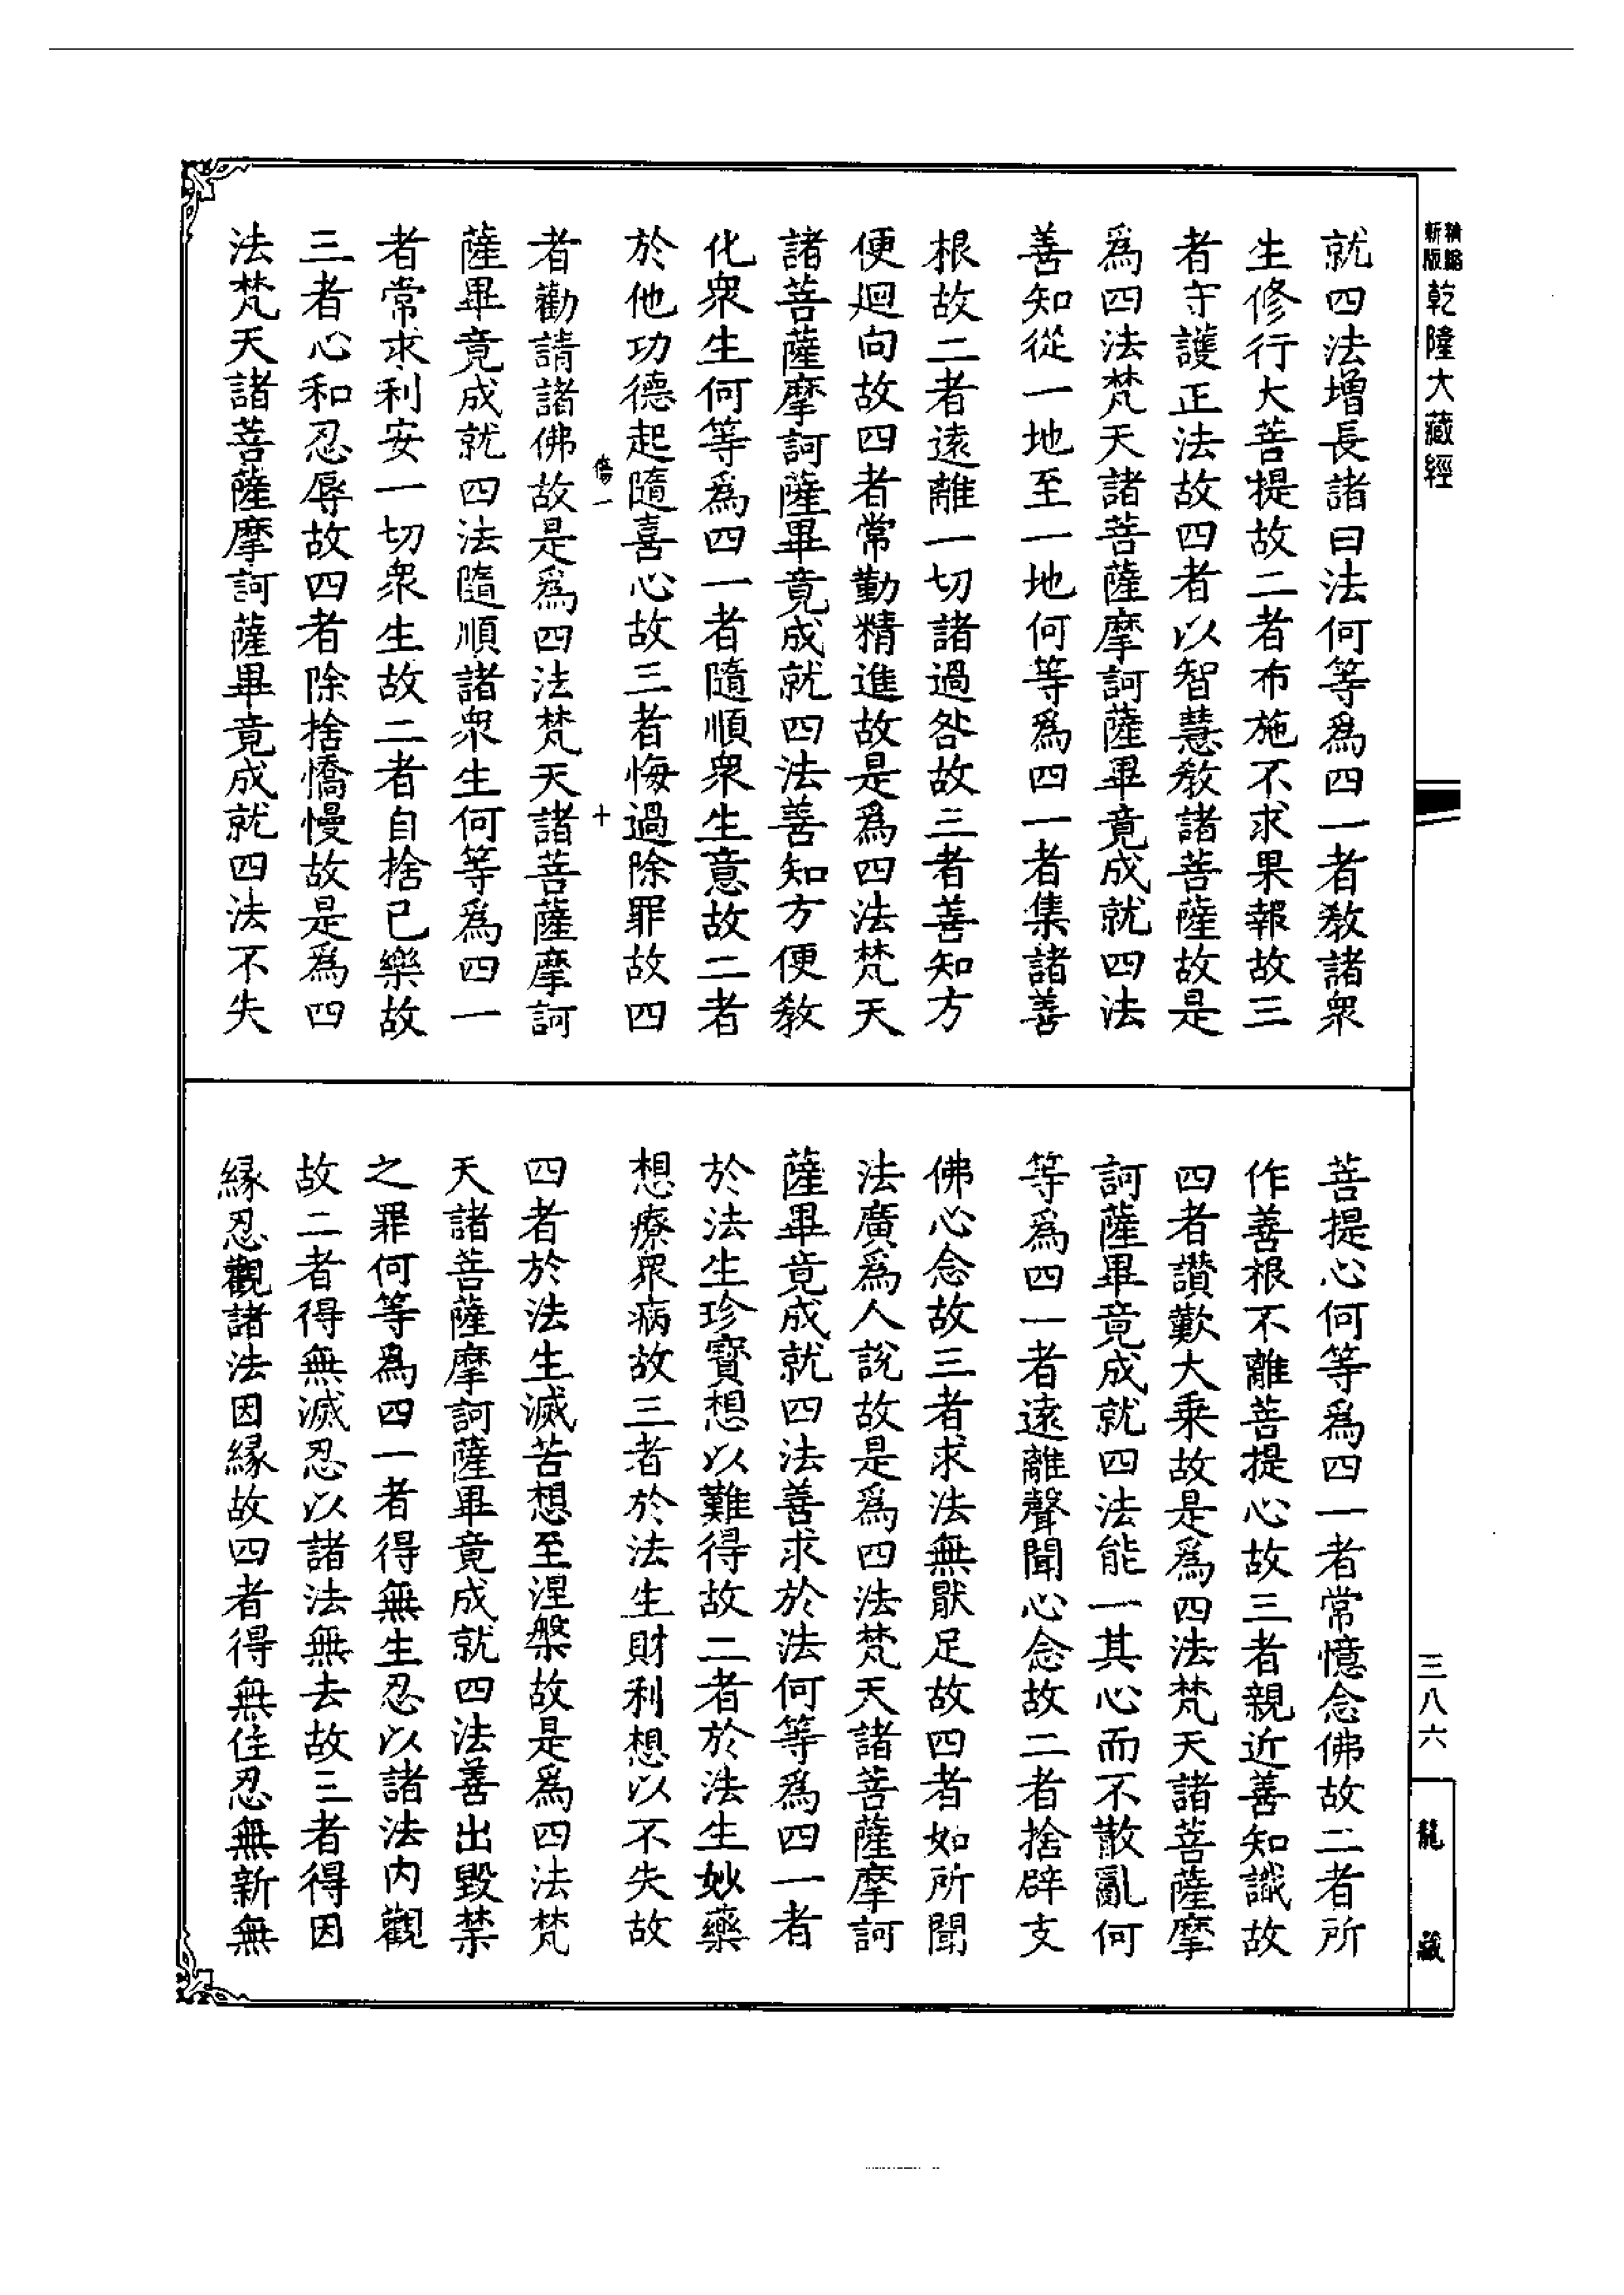 精縮
新版
乾隆大藏經
就四法增長諸曰法何等爲四一者教諸衆
生修行大菩提故二者布施不求果報故三
者守護正法故四者以智慧教諸菩薩故是
爲四法梵天諸菩薩摩訶薩畢竟成就四法
善知從一地至一地何等爲四一者集諸善
根故二者遠離一切諸過咎故三者善知方
便迴向故四者常勤精進故是爲四法梵天
諸菩薩摩訶薩畢竟成就四法善知方便教
化衆生何等爲四一者隨順衆生意故二者
於他功德起隨喜心故三者悔過除罪故四
十
者勸請諸佛故是爲四法梵天諸菩薩摩訶
薩畢竟成就四法隨順諸衆生何等爲四一
者常求利安一切衆生故二者自捨已樂故
三者心和忍辱故四者除捨憍慢故是爲四
法梵天諸菩薩摩訶薩畢竟成就四法不失
菩提心何等爲四一者常憶念佛故二者所
作善根不離菩提心故三者親近善知識故
四者讚歎大乗故是爲四法梵天諸菩薩摩
訶薩畢竟成就四法能一其心而不散亂何
等爲四一者遠離聲聞心念故二者捨辟支
佛心念故三者求法無猒足故四者如所聞
法廣爲人説故是爲四法梵天諸菩薩摩訶
薩畢竟成就四法善求於法何等爲四一者
於法生珍寶想以難得故二者於法生妙藥
想療衆病故三者於法生財利想以不失故
四者於法生滅苦想至涅槃故是爲四法梵
天諸菩薩摩訶薩畢竟成就四法善出毀禁
之罪何等爲四一者得無生忍以諸法内觀
故二者得無滅忍以諸法無去故三者得因
緣忍觀諸法因緣故四者得無住忍無新無
三八六
龍藏